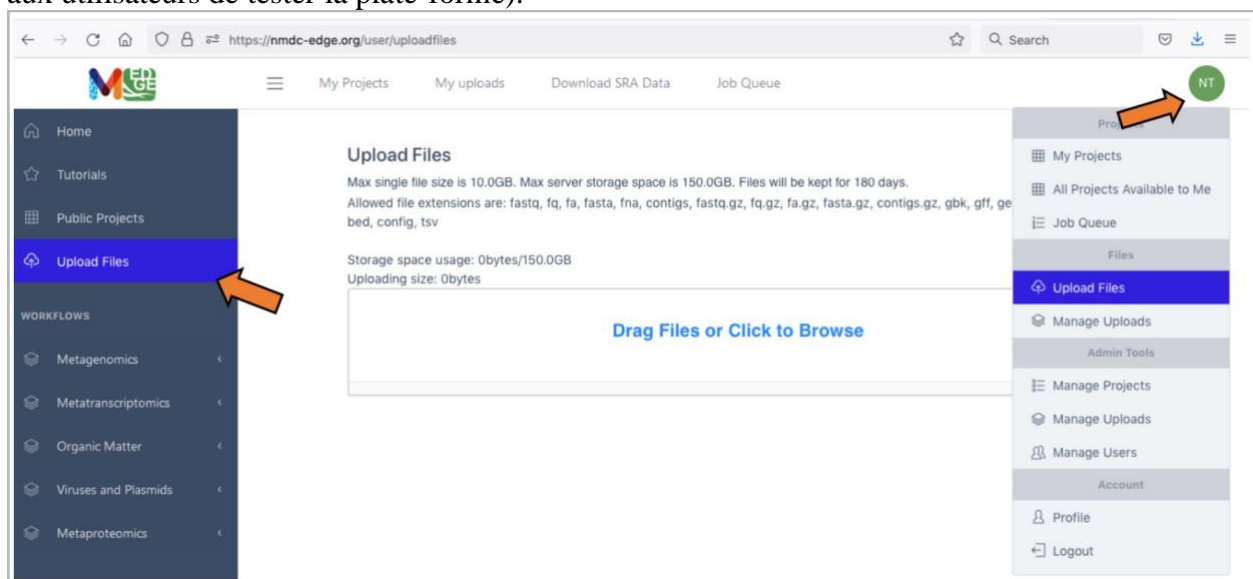 aux utilisateurs de tester la plate-forme).
https://nmdc-edge.org/user/uploadfiles
Search
M EDGE
My Projects
My uploads
Download SRA Data
Job Queue
NT
Home
Tutorials
Public Projects
Upload Files
WORKFLOWS
Metagenomics
Metatranscriptomics
Organic Matter
Viruses and Plasmids
Metaproteomics
Upload Files
Max single file size is 10.0GB. Max server storage space is 150.0GB. Files will be kept for 180 days.
Allowed file extensions are: fastq, fq, fa, fasta, fna, contigs, fastq.gz, fq.gz, fa.gz, fasta.gz, contigs.gz, gbk, gff, ge
bed, config, tsv
Storage space usage: 0bytes/150.0GB
Uploading size: 0bytes
Drag Files or Click to Browse
My Projects
All Projects Available to Me
Job Queue
Files
Upload Files
Manage Uploads
Admin Tools
Manage Projects
Manage Uploads
Manage Users
Account
Profile
Logout